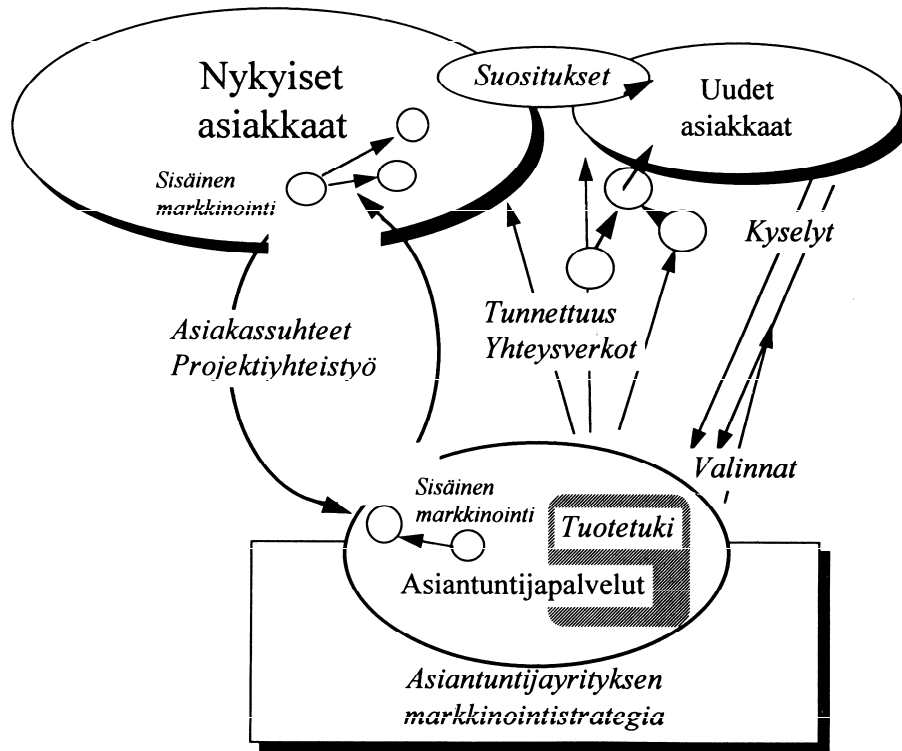 Nykyiset
asiakkaat
Suositukset
Uudet
asiakkaat
Sisäinen
markkinointi
Kyselyt
Asiakassuhteet
Projektiyhteistyö
Tunnettuus
Yhteysverkot
Valinnat
Sisäinen
markkinointi
Tuotetuki
Asiantuntijapalvelut
Asiantuntijayrityksen
markkinointistrategia